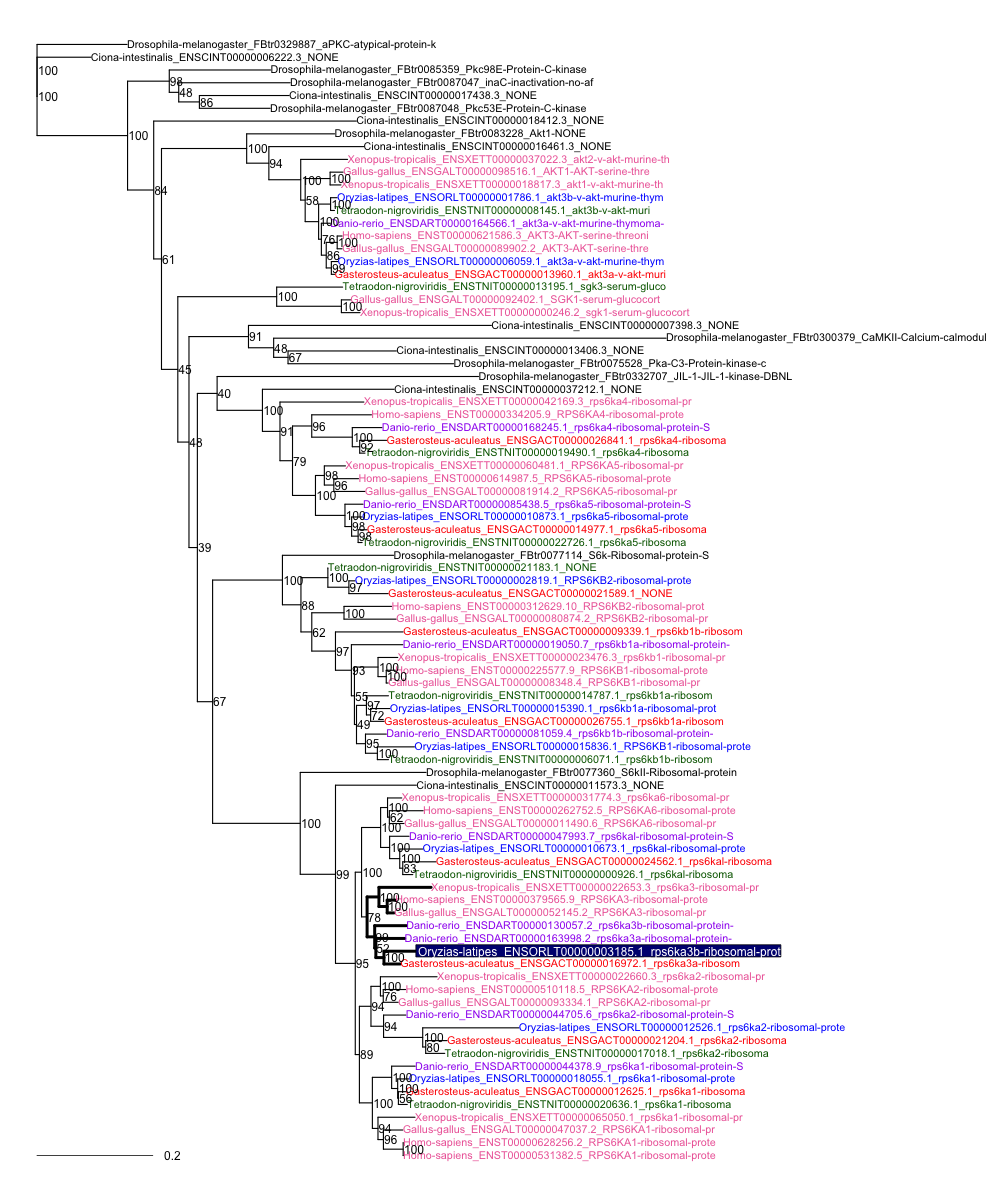 Drosophila-melanogaster_FBtr0329887_aPKC-atypical-protein-k
Ciona-intestinalis_ENSCINT00000006222.3_NONE
100
Drosophila-melanogaster_FBtr0085359_Pkc98E-Protein-C-kinase
98
Drosophila-melanogaster_FBtr0087047_inaC-inactivation-no-af
48
100
Ciona-intestinalis_ENSCINT00000017438.3_NONE
86
Drosophila-melanogaster_FBtr0087048_Pkc53E-Protein-C-kinase
Ciona-intestinalis_ENSCINT00000018412.3_NONE
100
Drosophila-melanogaster_FBtr0083228_Akt1-NONE
Ciona-intestinalis_ENSCINT00000016461.3_NONE
100
Xenopus-tropicalis_ENSXETT00000037022.3_akt2-v-akt-murine-th
94
Gallus-gallus_ENSGALT00000098516.1_AKT1-AKT-serine-thre
100 100
Xenopus-tropicalis_ENSXETT00000018817.3_akt1-v-akt-murine-th
84
Oryzias-latipes_ENSORLT00000001786.1_akt3b-v-akt-murine-thym
58 100
Tetraodon-nigroviridis_ENSTNIT00000008145.1_akt3b-v-akt-muri
Danio-rerio_ENSDART00000164566.1_akt3a-v-akt-murine-thymoma-
100
Homo-sapiens_ENST00000621586.3_AKT3-AKT-serine-threoni
76 100
Gallus-gallus_ENSGALT00000089902.2_AKT3-AKT-serine-thre
86
Oryzias-latipes_ENSORLT00000006059.1_akt3a-v-akt-murine-thym
61 99
Gasterosteus-aculeatus_ENSGACT00000013960.1_akt3a-v-akt-muri
Tetraodon-nigroviridis_ENSTNIT00000013195.1_sgk3-serum-gluco
100
Gallus-gallus_ENSGALT00000092402.1_SGK1-serum-glucocort
100
Xenopus-tropicalis_ENSXETT00000000246.2_sgk1-serum-glucocort
Ciona-intestinalis_ENSCINT00000007398.3_NONE
91
Drosophila-melanogaster_FBtr0300379_CaMKII-Calcium-calmodul
48
Ciona-intestinalis_ENSCINT00000013406.3_NONE
67
Drosophila-melanogaster_FBtr0075528_Pka-C3-Protein-kinase-c
45
Drosophila-melanogaster_FBtr0332707_JIL-1-JIL-1-kinase-DBNL
Ciona-intestinalis_ENSCINT00000037212.1_NONE
40
Xenopus-tropicalis_ENSXETT00000042169.3_rps6ka4-ribosomal-pr
100
Homo-sapiens_ENST00000334205.9_RPS6KA4-ribosomal-prote
96
Danio-rerio_ENSDART00000168245.1_rps6ka4-ribosomal-protein-S
91
Gasterosteus-aculeatus_ENSGACT00000026841.1_rps6ka4-ribosoma
48 100
Tetraodon-nigroviridis_ENSTNIT00000019490.1_rps6ka4-ribosoma
92
79
Xenopus-tropicalis_ENSXETT00000060481.1_RPS6KA5-ribosomal-pr
98
Homo-sapiens_ENST00000614987.5_RPS6KA5-ribosomal-prote
96
Gallus-gallus_ENSGALT00000081914.2_RPS6KA5-ribosomal-pr
100
Danio-rerio_ENSDART00000085438.5_rps6ka5-ribosomal-protein-S
100
Oryzias-latipes_ENSORLT00000010873.1_rps6ka5-ribosomal-prote
98
Gasterosteus-aculeatus_ENSGACT00000014977.1_rps6ka5-ribosoma
98
Tetraodon-nigroviridis_ENSTNIT00000022726.1_rps6ka5-ribosoma
39
Drosophila-melanogaster_FBtr0077114_S6k-Ribosomal-protein-S
Tetraodon-nigroviridis_ENSTNIT00000021183.1_NONE
100 100
Oryzias-latipes_ENSORLT00000002819.1_RPS6KB2-ribosomal-prote
97
Gasterosteus-aculeatus_ENSGACT00000021589.1_NONE
88
Homo-sapiens_ENST00000312629.10_RPS6KB2-ribosomal-prot
100
Gallus-gallus_ENSGALT00000080874.2_RPS6KB2-ribosomal-pr
62
Gasterosteus-aculeatus_ENSGACT00000009339.1_rps6kb1b-ribosom
Danio-rerio_ENSDART00000019050.7_rps6kb1a-ribosomal-protein-
97
Xenopus-tropicalis_ENSXETT00000023476.3_rps6kb1-ribosomal-pr
93 100
Homo-sapiens_ENST00000225577.9_RPS6KB1-ribosomal-prote
100
Gallus-gallus_ENSGALT00000008348.4_RPS6KB1-ribosomal-pr
55
Tetraodon-nigroviridis_ENSTNIT00000014787.1_rps6kb1a-ribosom
67 97
Oryzias-latipes_ENSORLT00000015390.1_rps6kb1a-ribosomal-prot
72
Gasterosteus-aculeatus_ENSGACT00000026755.1_rps6kb1a-ribosom
49
Danio-rerio_ENSDART00000081059.4_rps6kb1b-ribosomal-protein-
95
Oryzias-latipes_ENSORLT00000015836.1_RPS6KB1-ribosomal-prote
100
Tetraodon-nigroviridis_ENSTNIT00000006071.1_rps6kb1b-ribosom
Drosophila-melanogaster_FBtr0077360_S6kII-Ribosomal-protein
Ciona-intestinalis_ENSCINT00000011573.3_NONE
Xenopus-tropicalis_ENSXETT00000031774.3_rps6ka6-ribosomal-pr
100
Homo-sapiens_ENST00000262752.5_RPS6KA6-ribosomal-prote
62
Gallus-gallus_ENSGALT00000011490.6_RPS6KA6-ribosomal-pr
100 100
Danio-rerio_ENSDART00000047993.7_rps6kal-ribosomal-protein-S
100
Oryzias-latipes_ENSORLT00000010673.1_rps6kal-ribosomal-prote
100
Gasterosteus-aculeatus_ENSGACT00000024562.1_rps6kal-ribosoma
83
Tetraodon-nigroviridis_ENSTNIT00000000926.1_rps6kal-ribosoma
99 100
Xenopus-tropicalis_ENSXETT00000022653.3_rps6ka3-ribosomal-pr
100
Homo-sapiens_ENST00000379565.9_RPS6KA3-ribosomal-prote
100
Gallus-gallus_ENSGALT00000052145.2_RPS6KA3-ribosomal-pr
78
Danio-rerio_ENSDART00000130057.2_rps6ka3b-ribosomal-protein-
99
Danio-rerio_ENSDART00000163998.2_rps6ka3a-ribosomal-protein-
52
Oryzias-latipes_ENSORLT00000003185.1_rps6ka3b-ribosomal-prot
100
Gasterosteus-aculeatus_ENSGACT00000016972.1_rps6ka3a-ribosom
95
Xenopus-tropicalis_ENSXETT00000022660.3_rps6ka2-ribosomal-pr
100
Homo-sapiens_ENST00000510118.5_RPS6KA2-ribosomal-prote
76
Gallus-gallus_ENSGALT00000093334.1_RPS6KA2-ribosomal-pr
94
Danio-rerio_ENSDART00000044705.6_rps6ka2-ribosomal-protein-S
94
Oryzias-latipes_ENSORLT00000012526.1_rps6ka2-ribosomal-prote
100
Gasterosteus-aculeatus_ENSGACT00000021204.1_rps6ka2-ribosoma
80
Tetraodon-nigroviridis_ENSTNIT00000017018.1_rps6ka2-ribosoma
89
Danio-rerio_ENSDART00000044378.9_rps6ka1-ribosomal-protein-S
100
Oryzias-latipes_ENSORLT00000018055.1_rps6ka1-ribosomal-prote
100
Gasterosteus-aculeatus_ENSGACT00000012625.1_rps6ka1-ribosoma
56
100
Tetraodon-nigroviridis_ENSTNIT00000020636.1_rps6ka1-ribosoma
Xenopus-tropicalis_ENSXETT00000065050.1_rps6ka1-ribosomal-pr
94
Gallus-gallus_ENSGALT00000047037.2_RPS6KA1-ribosomal-pr
96
Homo-sapiens_ENST00000628256.2_RPS6KA1-ribosomal-prote
100
Homo-sapiens_ENST00000531382.5_RPS6KA1-ribosomal-prote
0.2